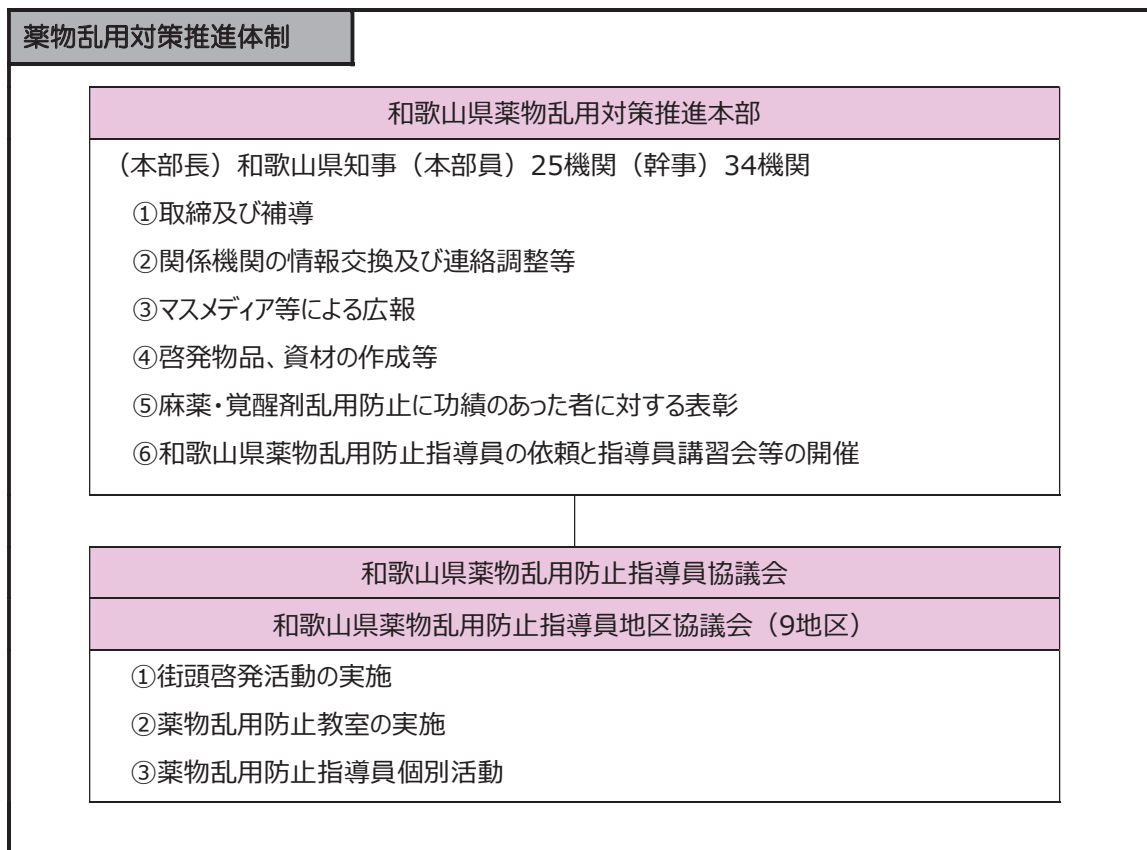 薬物乱用対策推進体制
和歌山県薬物乱用対策推進本部
（本部長）和歌山県知事（本部員）25機関（幹事）34機関
①取締及び補導
②関係機関の情報交換及び連絡調整等
③マスメディア等による広報
④啓発物品、資材の作成等
⑤麻薬・覚醒剤乱用防止に功績のあった者に対する表彰
⑥和歌山県薬物乱用防止指導員の依頼と指導員講習会等の開催
和歌山県薬物乱用防止指導員協議会
和歌山県薬物乱用防止指導員地区協議会（9地区）
①街頭啓発活動の実施
②薬物乱用防止教室の実施
③薬物乱用防止指導員個別活動